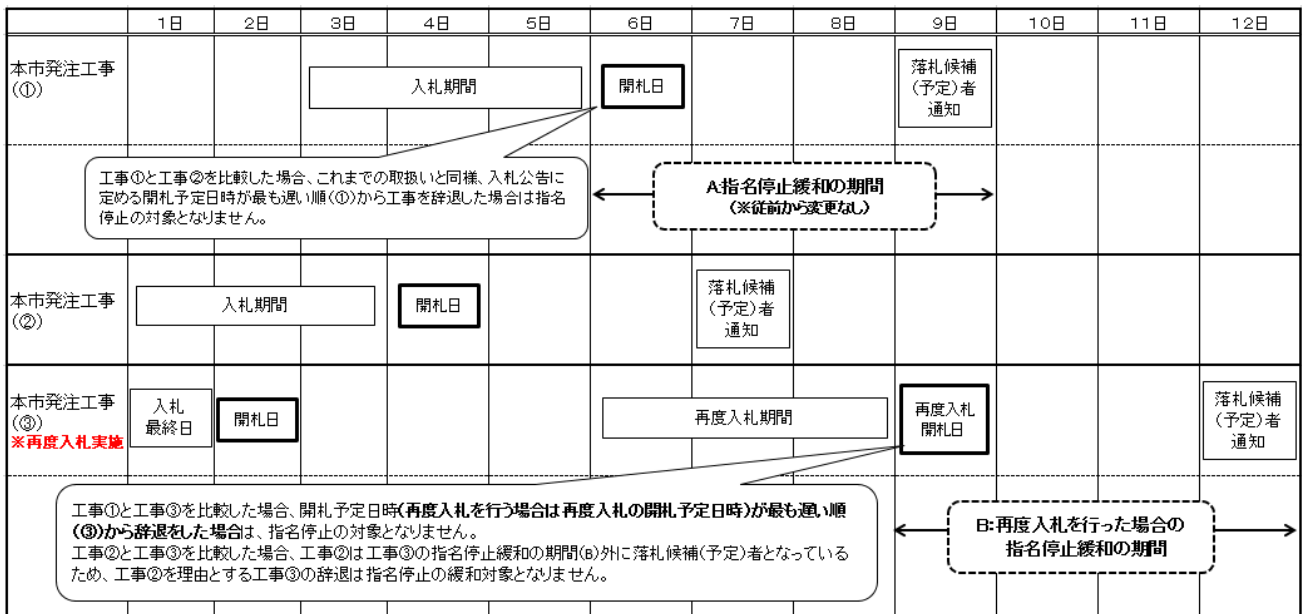 1日 2日 3日 4日 5日 6日 7日 8日 9日 10日 11日 12日
本市発注工事
(①)
入札期間
開札日
落札候補
(予定)者
通知
工事①と工事②を比較した場合、これまでの取扱いと同様、入札公告に
定める開札予定日時が最も遅い順(①)から工事を辞退した場合は指名
停止の対象となりません。
A:指名停止緩和の期間
(※従前から変更なし)
本市発注工事
(②)
入札期間
開札日
落札候補
(予定)者
通知
本市発注工事
(③)
※再度入札実施
入札
最終日
開札日
再度入札期間
再度入札
開札日
落札候補
(予定)者
通知
工事①と工事③を比較した場合、開札予定日時(再度入札を行う場合は再度入札の開札予定日時)が最も遅い順
(③)から辞退をした場合は、指名停止の対象となりません。
工事②と工事③を比較した場合、工事②は工事③の指名停止緩和の期間(B)外に落札候補(予定)者となっている
ため、工事②を理由とする工事③の辞退は指名停止の緩和対象となりません。
B:再度入札を行った場合の
指名停止緩和の期間